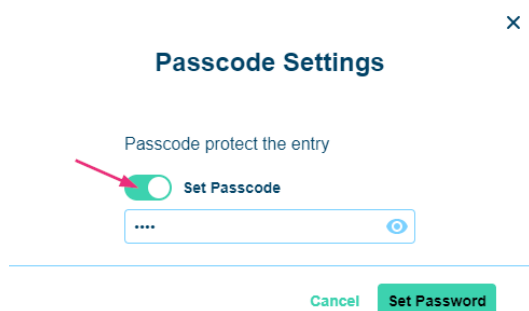 Passcode Settings
Passcode protect the entry
Set Passcode
••••
Cancel Set Password